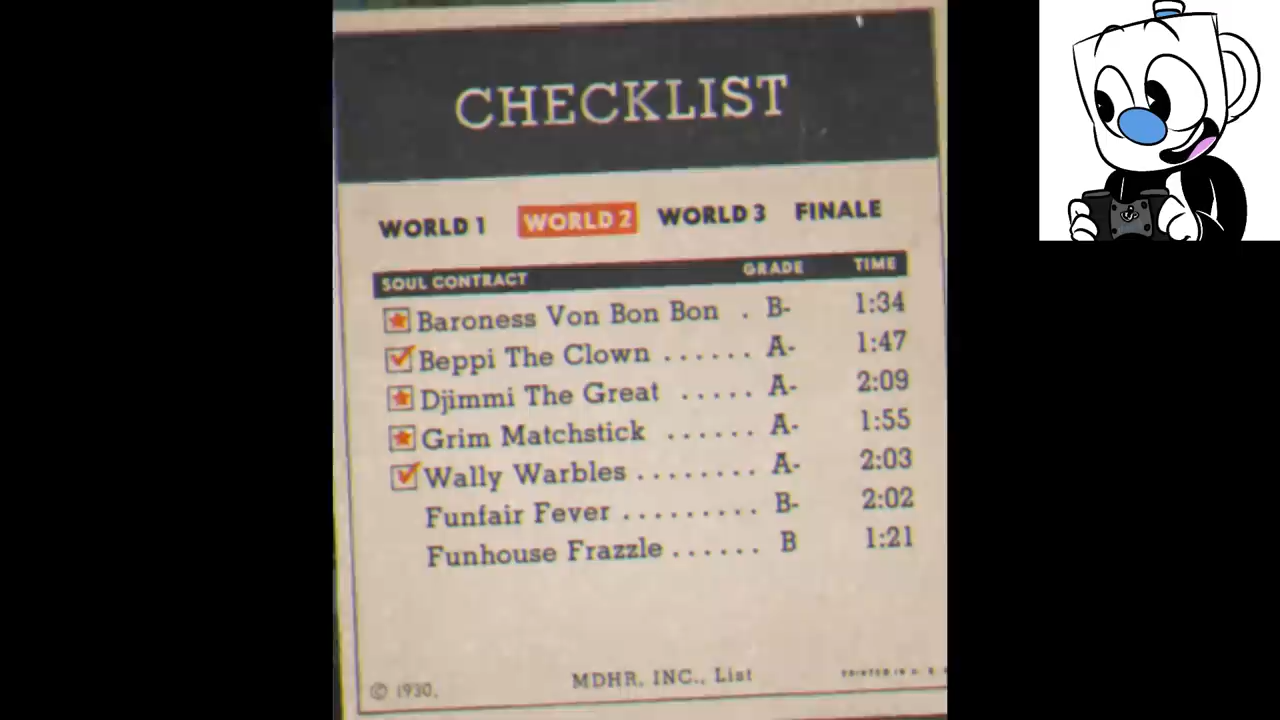 CHECKLIST
WORLD 1 WORLD 2 WORLD 3 FINALE
SOUL CONTRACT GRADE TIME
Baroness Von Bon Bon . B- 1:34
Beppi The Clown ...... A- 1:47
Djimmi The Great ..... A- 2:09
Grim Matchstick ...... A- 1:55
Wally Warbles ........ A- 2:03
Funfair Fever ......... B- 2:02
Funhouse Frazzle ...... B 1:21
© 1930. MDHR, INC., List PRINTED IN